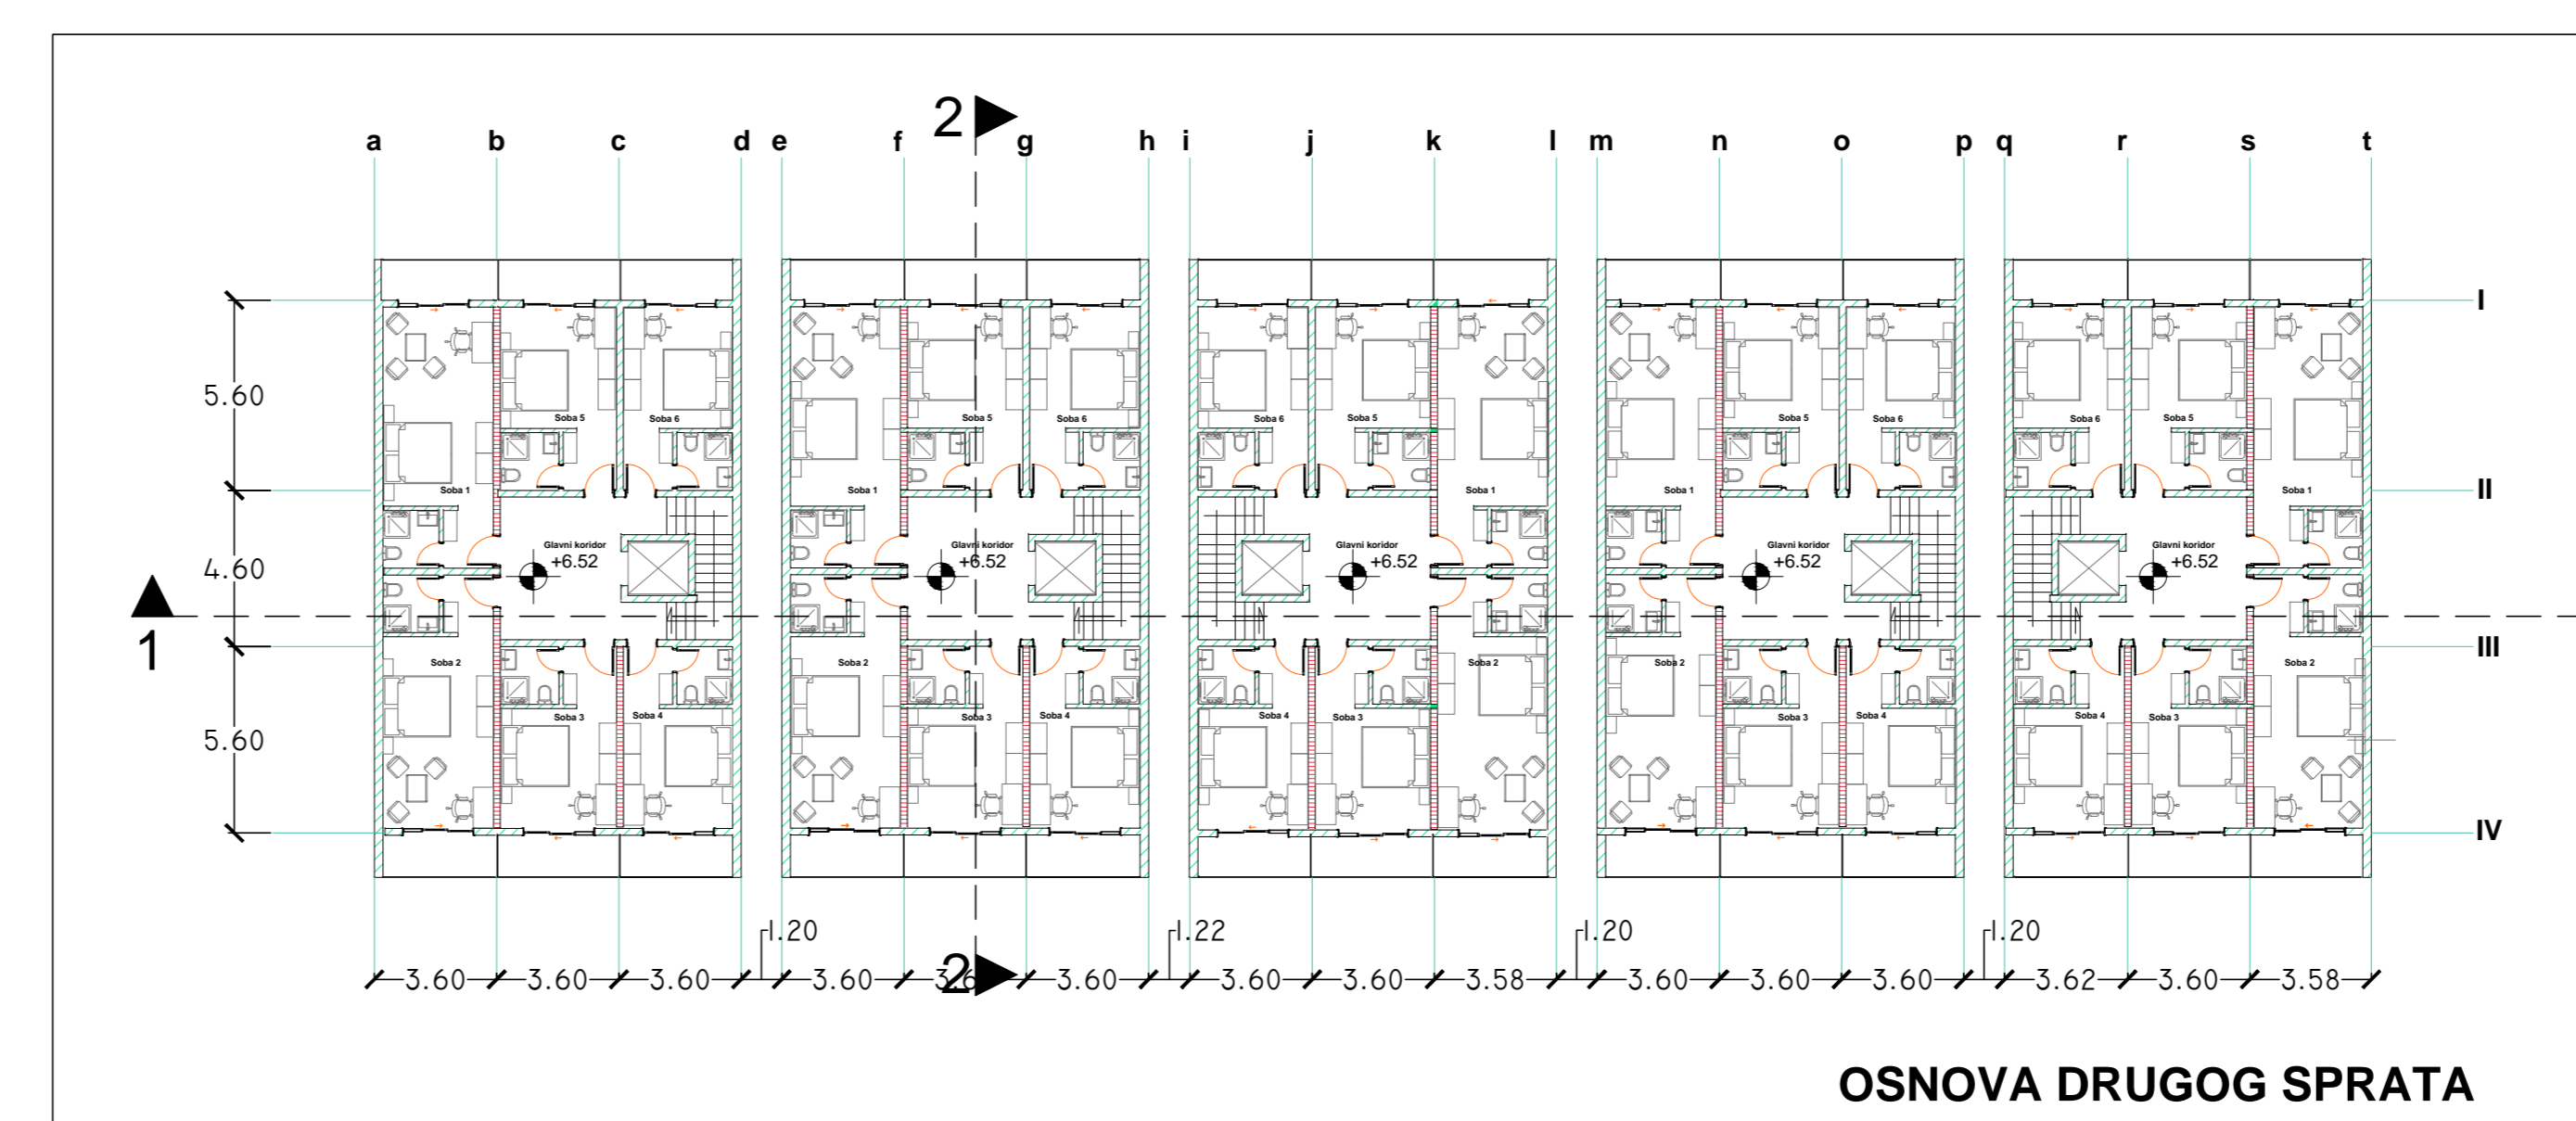 2
a b c d e f g h i j k l m n o p q r s t
I
5.60
Soba 5 Soba 6 Soba 5 Soba 6 Soba 6 Soba 5 Soba 5 Soba 6 Soba 6 Soba 5
Soba 1 Soba 1 Soba 1 Soba 1 Soba 1
II
Glavni koridor Glavni koridor Glavni koridor Glavni koridor Glavni koridor
4.60
+6.52 +6.52 +6.52 +6.52 +6.52
1
III
Soba 2 Soba 2 Soba 2 Soba 2 Soba 2
Soba 3 Soba 4 Soba 3 Soba 4 Soba 4 Soba 3 Soba 3 Soba 4 Soba 4 Soba 3
5.60
IV
1.20 1.22 1.20 1.20
2
3.60 3.60 3.60 3.60 3.60 3.60 3.60 3.58 3.60 3.60 3.60 3.62 3.60 3.58
OSNOVA DRUGOG SPRATA